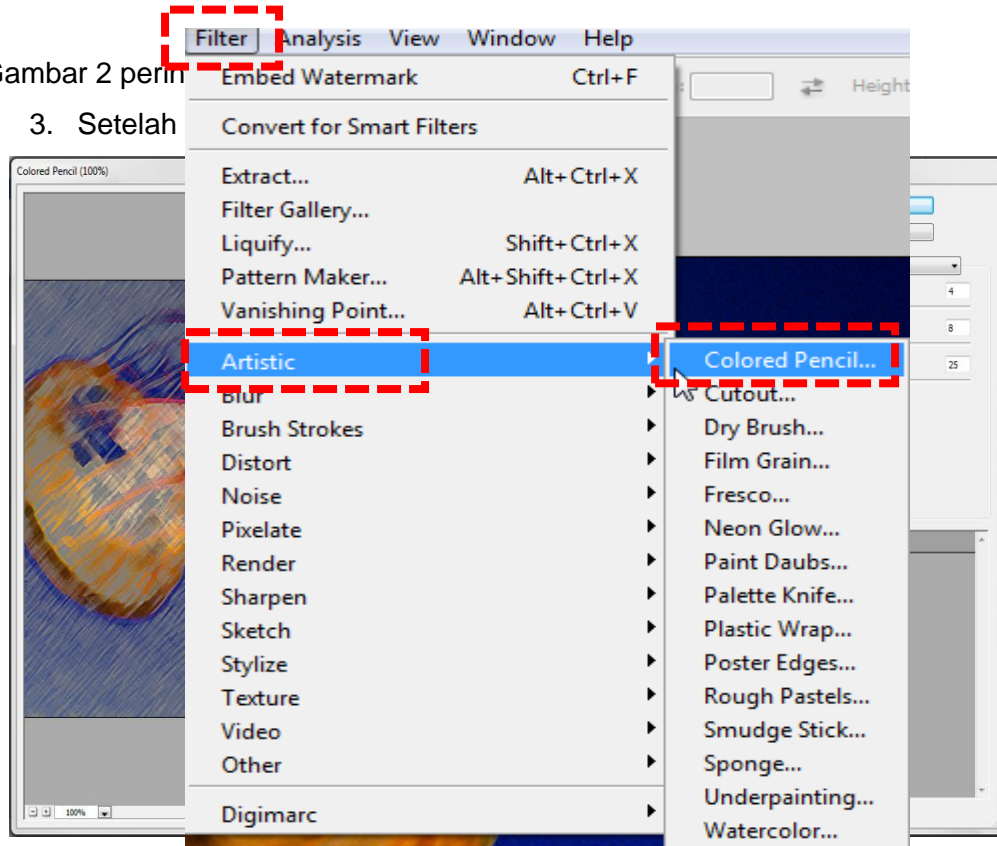 Filter Analysis View Window Help
Gambar 2 perin
Embed Watermark Ctrl+F
Height
3. Setelah
Convert for Smart Filters
Colored Pencil (100%)
Extract... Alt+Ctrl+X
Filter Gallery...
Liquify... Shift+Ctrl+X
Pattern Maker... Alt+Shift+Ctrl+X
Vanishing Point... Alt+Ctrl+V
4
8
25
Artistic
Blur
Brush Strokes
Distort
Noise
Pixelate
Render
Sharpen
Sketch
Stylize
Texture
Video
Other
Digimarc
Colored Pencil...
Cutout...
Dry Brush...
Film Grain...
Fresco...
Neon Glow...
Paint Daubs...
Palette Knife...
Plastic Wrap...
Poster Edges...
Rough Pastels...
Smudge Stick...
Sponge...
Underpainting...
Watercolor...
100%